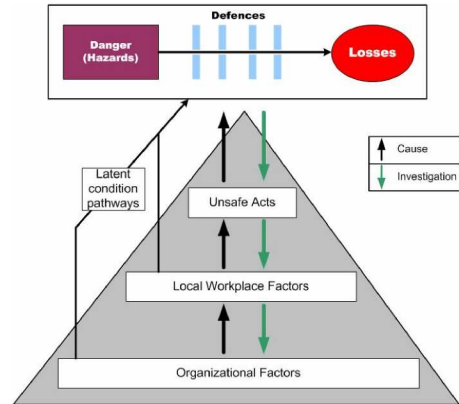 Defences
Danger
(Hazards)
Losses
Cause
Investigation
Latent
condition
pathways
Unsafe Acts
Local Workplace Factors
Organizational Factors